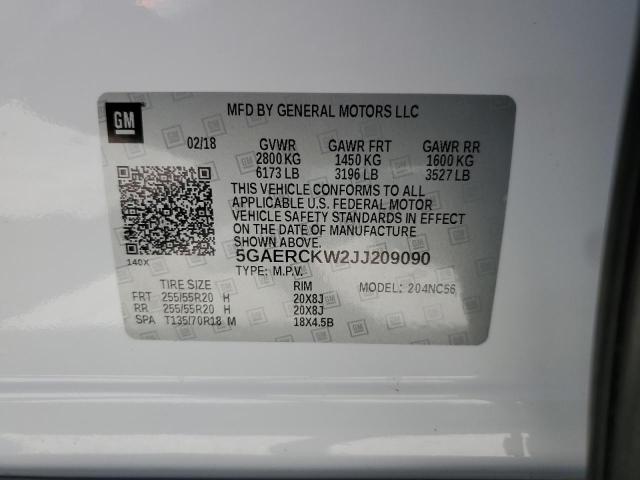 GM
MFD BY GENERAL MOTORS LLC
02/18 GVWR GAWR FRT GAWR RR
2800 KG 1450 KG 1600 KG
6173 LB 3196 LB 3527 LB
THIS VEHICLE CONFORMS TO ALL
APPLICABLE U.S. FEDERAL MOTOR
VEHICLE SAFETY STANDARDS IN EFFECT
ON THE DATE OF MANUFACTURE
SHOWN ABOVE.
140X
5GAERCKW2JJ209090
TYPE: M.P.V.
TIRE SIZE RIM MODEL: 204NC56
FRT 255/55R20 H 20X8J
RR 255/55R20 H 20X8J
SPA T135/70R18 M 18X4.5B